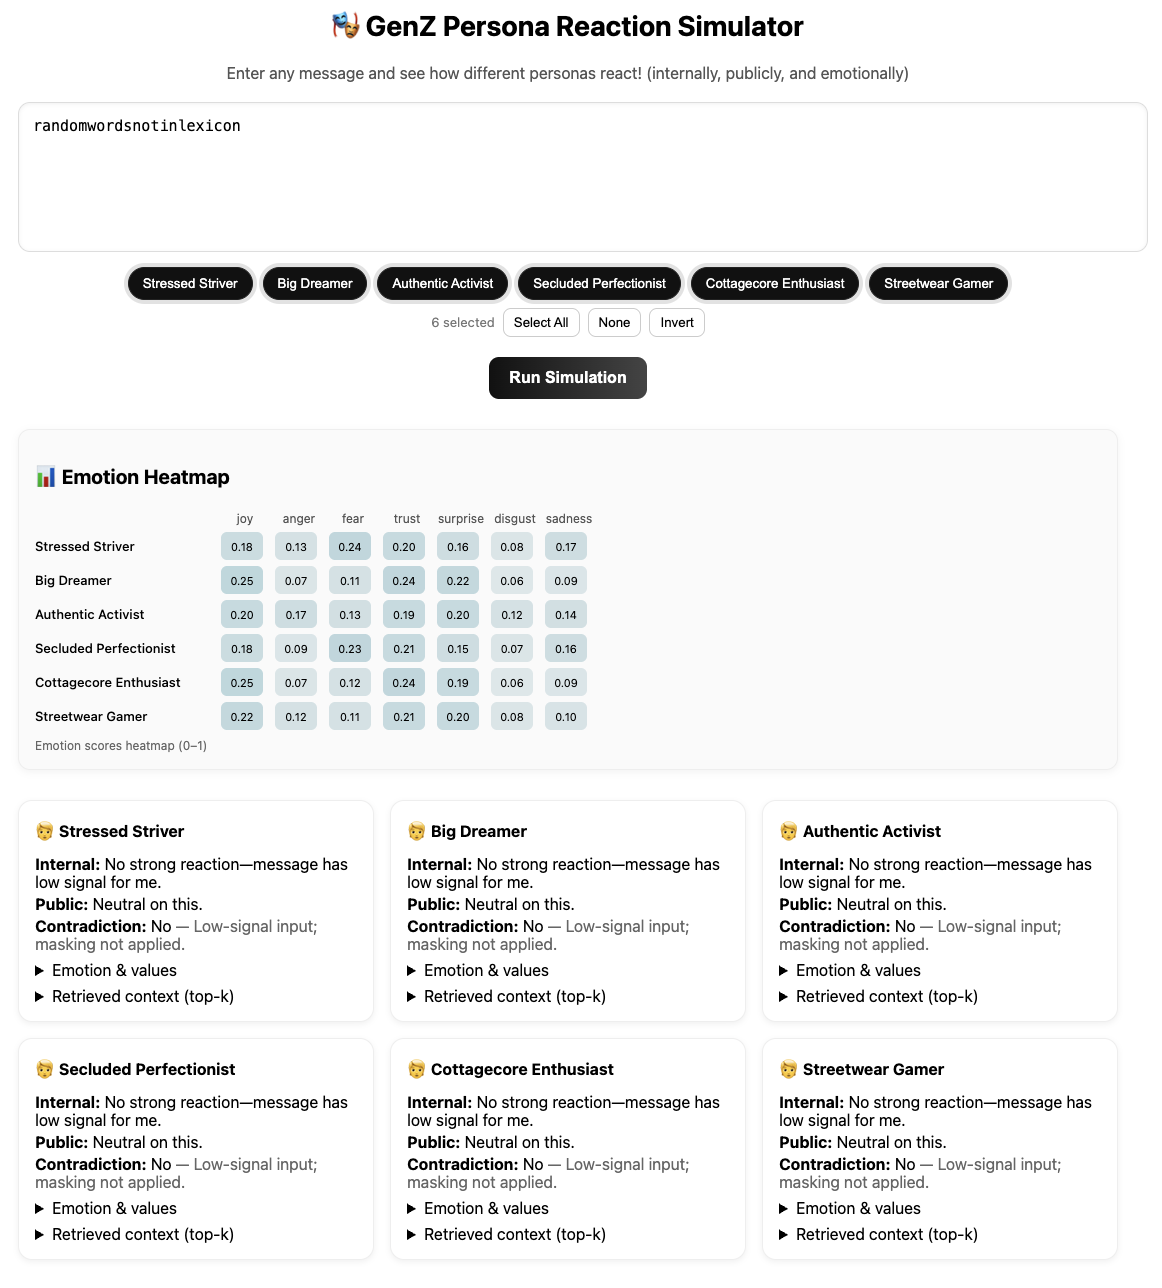 🎭 GenZ Persona Reaction Simulator
Enter any message and see how different personas react! (internally, publicly, and emotionally)
randomwordsnotinlexicon
Stressed Striver Big Dreamer Authentic Activist Secluded Perfectionist Cottagecore Enthusiast Streetwear Gamer
6 selected Select All None Invert
Run Simulation
📊 Emotion Heatmap
joy anger fear trust surprise disgust sadness
Stressed Striver 0.18 0.13 0.24 0.20 0.16 0.08 0.17
Big Dreamer 0.25 0.07 0.11 0.24 0.22 0.06 0.09
Authentic Activist 0.20 0.17 0.13 0.19 0.20 0.12 0.14
Secluded Perfectionist 0.18 0.09 0.23 0.21 0.15 0.07 0.16
Cottagecore Enthusiast 0.25 0.07 0.12 0.24 0.19 0.06 0.09
Streetwear Gamer 0.22 0.12 0.11 0.21 0.20 0.08 0.10
Emotion scores heatmap (0–1)
Stressed Striver
Internal: No strong reaction—message has
low signal for me.
Public: Neutral on this.
Contradiction: No — Low-signal input;
masking not applied.
▶ Emotion & values
▶ Retrieved context (top-k)
Big Dreamer
Internal: No strong reaction—message has
low signal for me.
Public: Neutral on this.
Contradiction: No — Low-signal input;
masking not applied.
▶ Emotion & values
▶ Retrieved context (top-k)
Authentic Activist
Internal: No strong reaction—message has
low signal for me.
Public: Neutral on this.
Contradiction: No — Low-signal input;
masking not applied.
▶ Emotion & values
▶ Retrieved context (top-k)
Secluded Perfectionist
Internal: No strong reaction—message has
low signal for me.
Public: Neutral on this.
Contradiction: No — Low-signal input;
masking not applied.
▶ Emotion & values
▶ Retrieved context (top-k)
Cottagecore Enthusiast
Internal: No strong reaction—message has
low signal for me.
Public: Neutral on this.
Contradiction: No — Low-signal input;
masking not applied.
▶ Emotion & values
▶ Retrieved context (top-k)
Streetwear Gamer
Internal: No strong reaction—message has
low signal for me.
Public: Neutral on this.
Contradiction: No — Low-signal input;
masking not applied.
▶ Emotion & values
▶ Retrieved context (top-k)